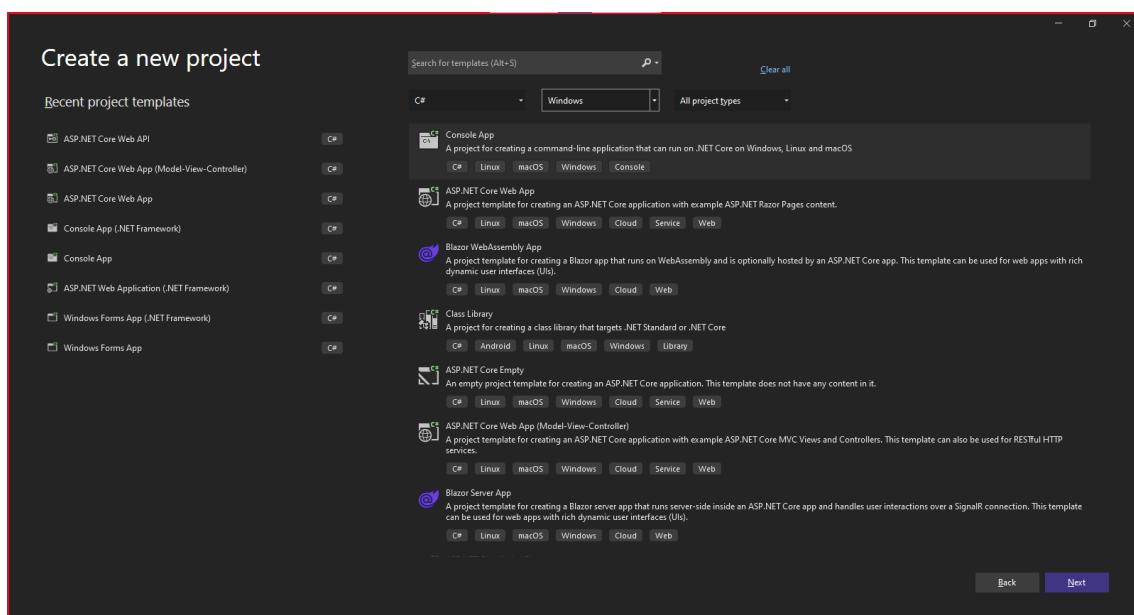 Create a new project
Search for templates (Alt+S)
Clear all
Recent project templates
C#
Windows
All project types
ASP.NET Core Web API C#
ASP.NET Core Web App (Model-View-Controller) C#
ASP.NET Core Web App C#
Console App (.NET Framework) C#
Console App C#
ASP.NET Web Application (.NET Framework) C#
Windows Forms App (.NET Framework) C#
Windows Forms App C#
Console App
A project for creating a command-line application that can run on .NET Core on Windows, Linux and macOS
C# Linux macOS Windows Console
ASP.NET Core Web App
A project template for creating an ASP.NET Core application with example ASP.NET Razor Pages content.
C# Linux macOS Windows Cloud Service Web
Blazor WebAssembly App
A project template for creating a Blazor app that runs on WebAssembly and is optionally hosted by an ASP.NET Core app. This template can be used for web apps with rich
dynamic user interfaces (UIs).
C# Linux macOS Windows Cloud Web
Class Library
A project for creating a class library that targets .NET Standard or .NET Core
C# Android Linux macOS Windows Library
ASP.NET Core Empty
An empty project template for creating an ASP.NET Core application. This template does not have any content in it.
C# Linux macOS Windows Cloud Service Web
ASP.NET Core Web App (Model-View-Controller)
A project template for creating an ASP.NET Core application with example ASP.NET Core MVC Views and Controllers. This template can also be used for RESTful HTTP
services.
C# Linux macOS Windows Cloud Service Web
Blazor Server App
A project template for creating a Blazor server app that runs server-side inside an ASP.NET Core app and handles user interactions over a SignalR connection. This template
can be used for web apps with rich dynamic user interfaces (UIs).
C# Linux macOS Windows Cloud Web
Back
Next